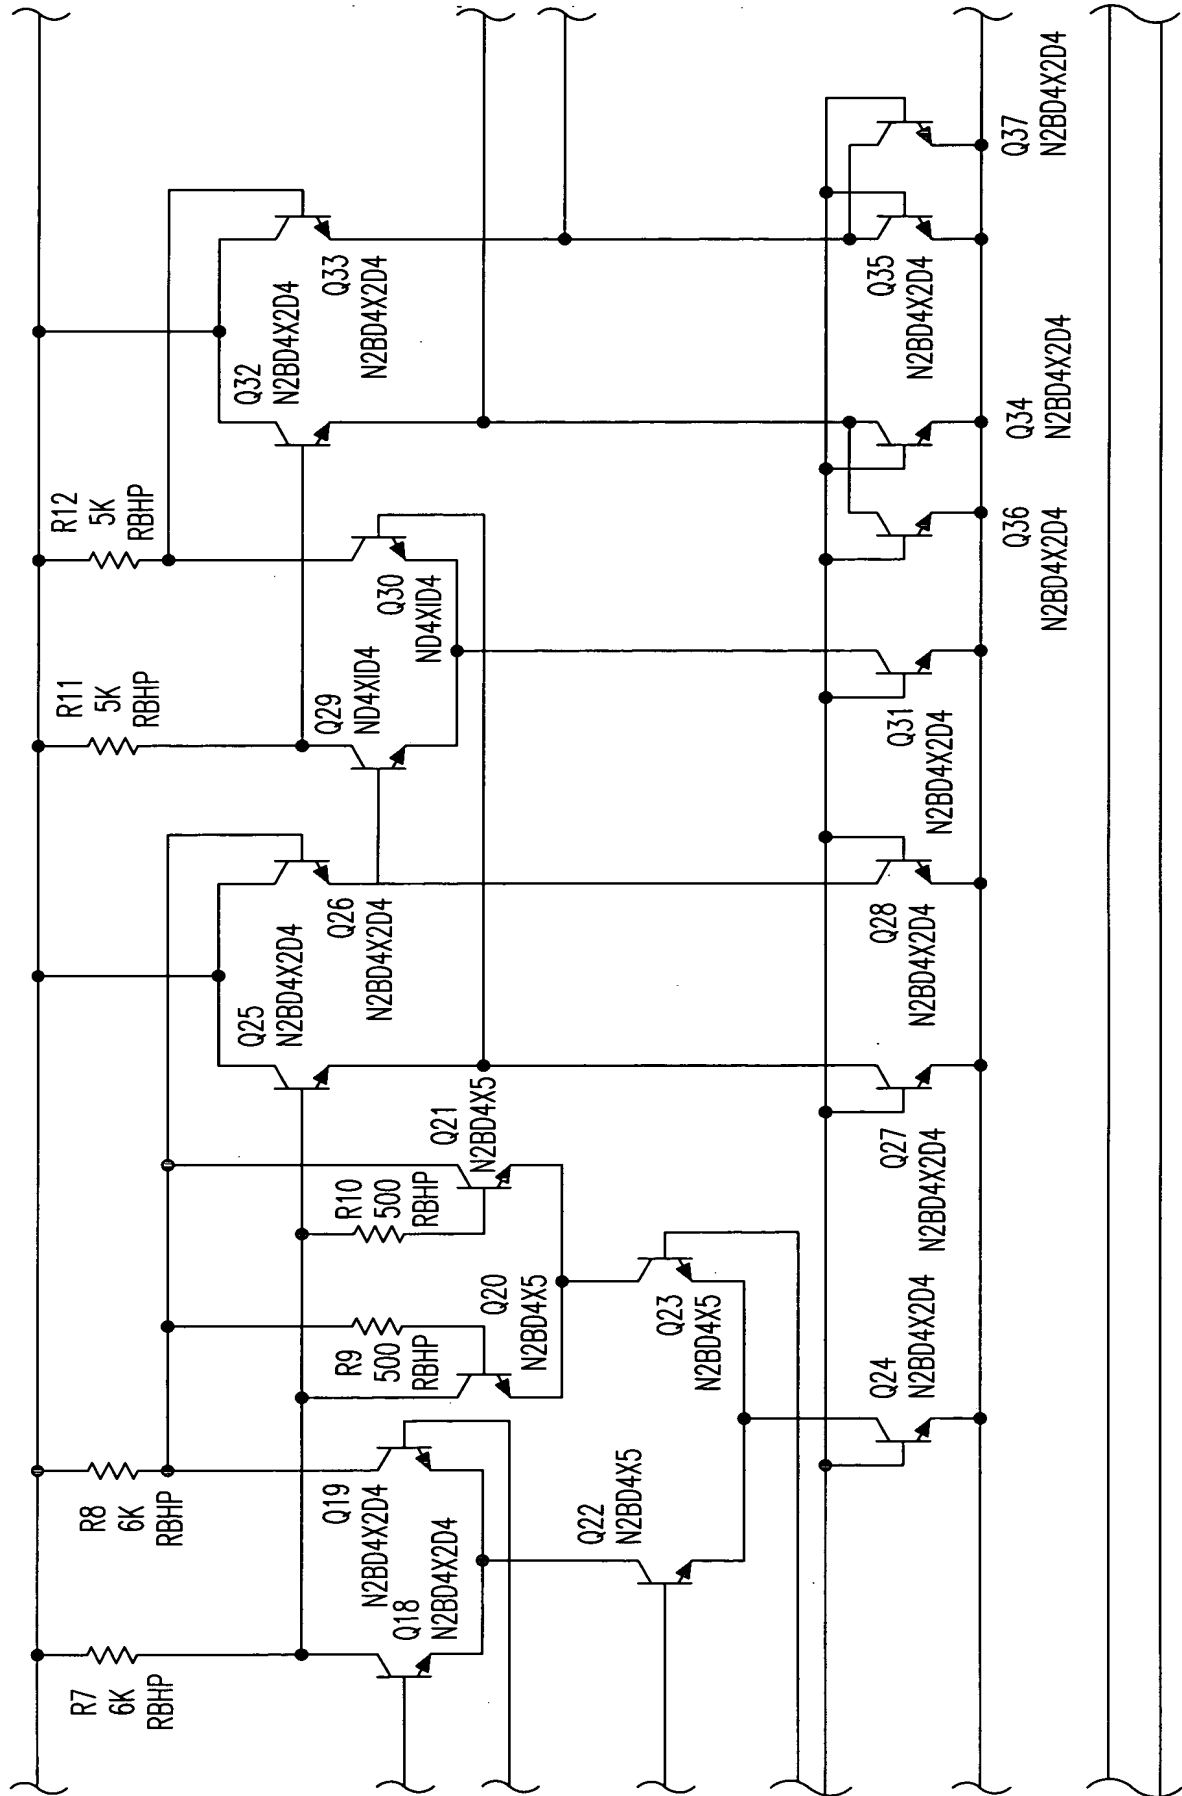 R7
6K
RBHP
R8
6K
RBHP
Q19
N2BD4X2D4
Q18
N2BD4X2D4
R9
500
RBHP
R10
500
RBHP
Q20
N2BD4X5
Q21
N2BD4X5
Q22
N2BD4X5
Q23
N2BD4X5
Q24
N2BD4X2D4
Q25
N2BD4X2D4
Q26
N2BD4X2D4
Q27
N2BD4X2D4
Q28
N2BD4X2D4
R11
5K
RBHP
R12
5K
RBHP
Q29
ND4XID4
Q30
ND4XID4
Q31
N2BD4X2D4
Q32
N2BD4X2D4
Q33
N2BD4X2D4
Q36
N2BD4X2D4
Q34
N2BD4X2D4
Q35
N2BD4X2D4
Q37
N2BD4X2D4